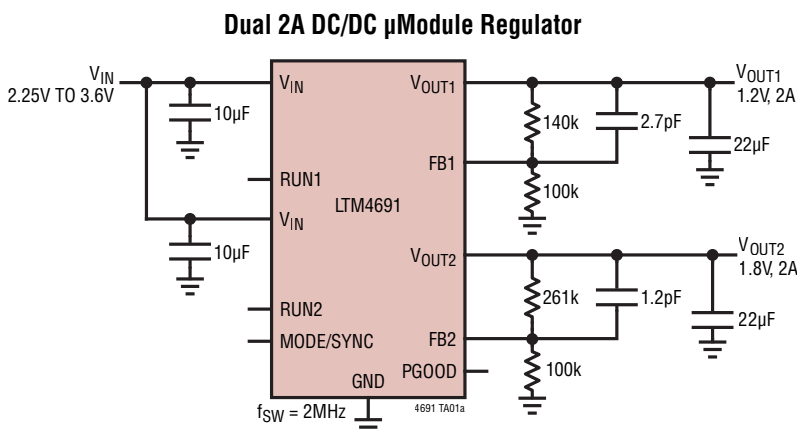 Dual 2A DC/DC µModule Regulator
VIN
2.25V TO 3.6V
10µF
VIN
RUN1
VIN
10µF
RUN2
MODE/SYNC
GND
fSW = 2MHz
LTM4691
VOUT1
FB1
VOUT2
FB2
PGOOD
4691 TA01a
140k
2.7pF
100k
22µF
VOUT1
1.2V, 2A
261k
1.2pF
100k
22µF
VOUT2
1.8V, 2A